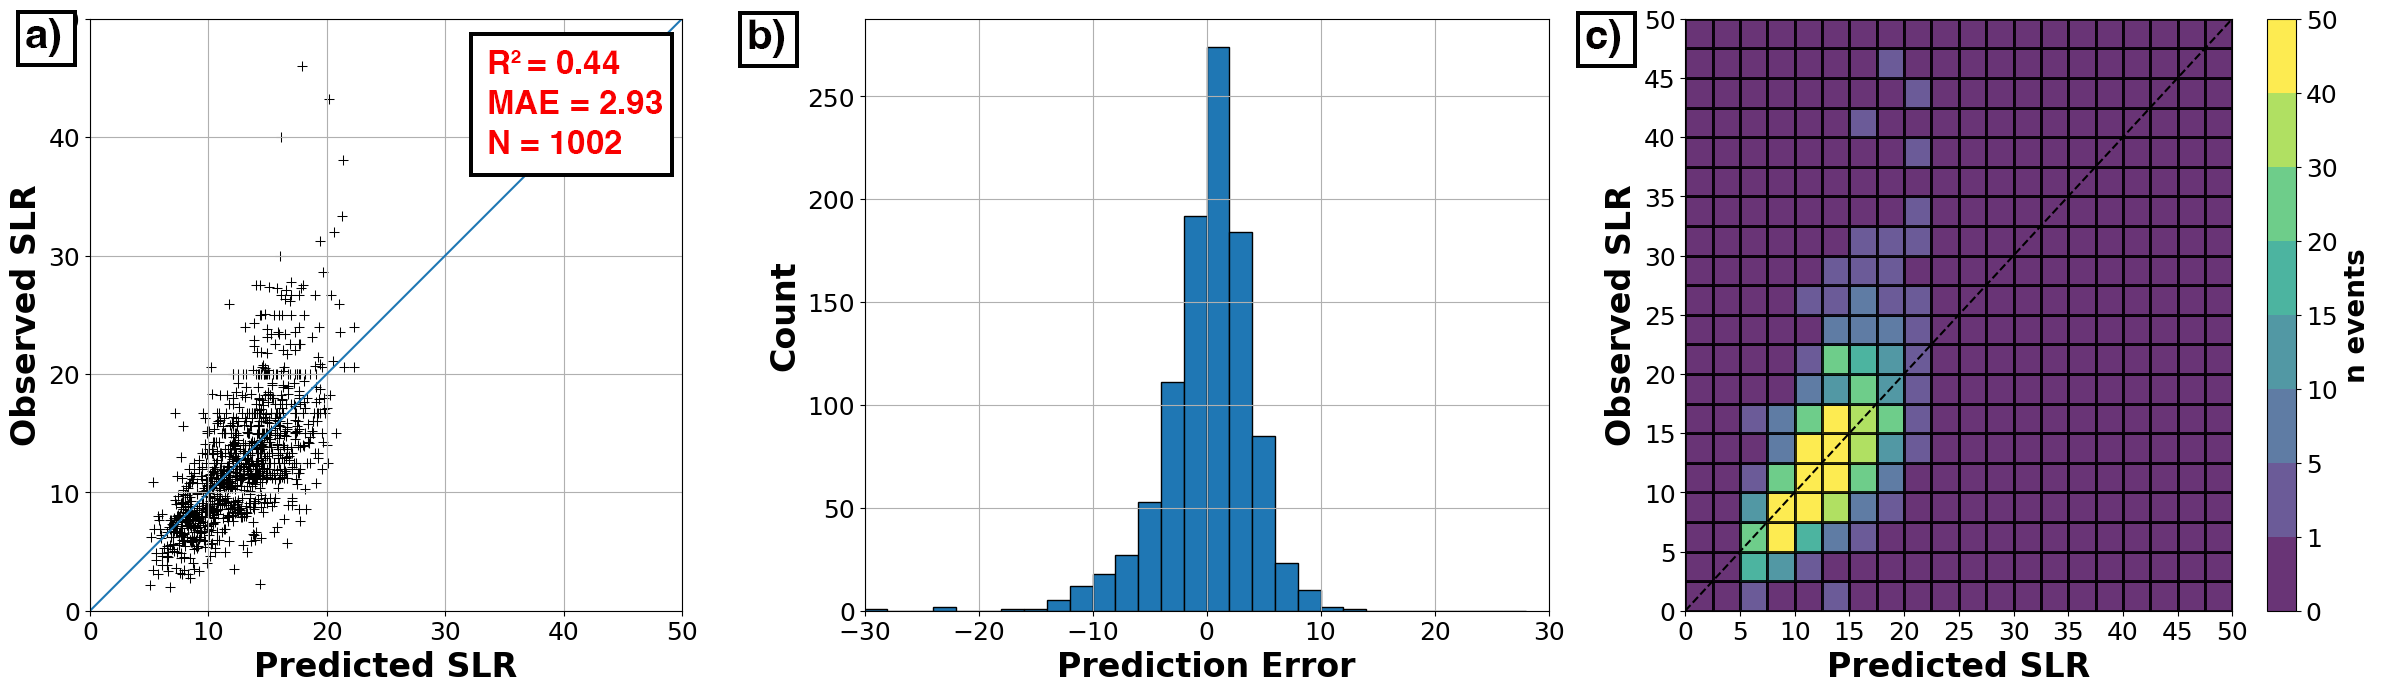 a)
R² = 0.44
MAE = 2.93
N = 1002
Observed SLR
40
30
20
10
0
0 10 20 30 40 50
Predicted SLR
b)
Count
250
200
150
100
50
0
−30 −20 −10 0 10 20 30
Prediction Error
c)
Observed SLR
50
45
40
35
30
25
20
15
10
5
0
0 5 10 15 20 25 30 35 40 45 50
Predicted SLR
50
40
30
20
15
10
5
1
0
n events